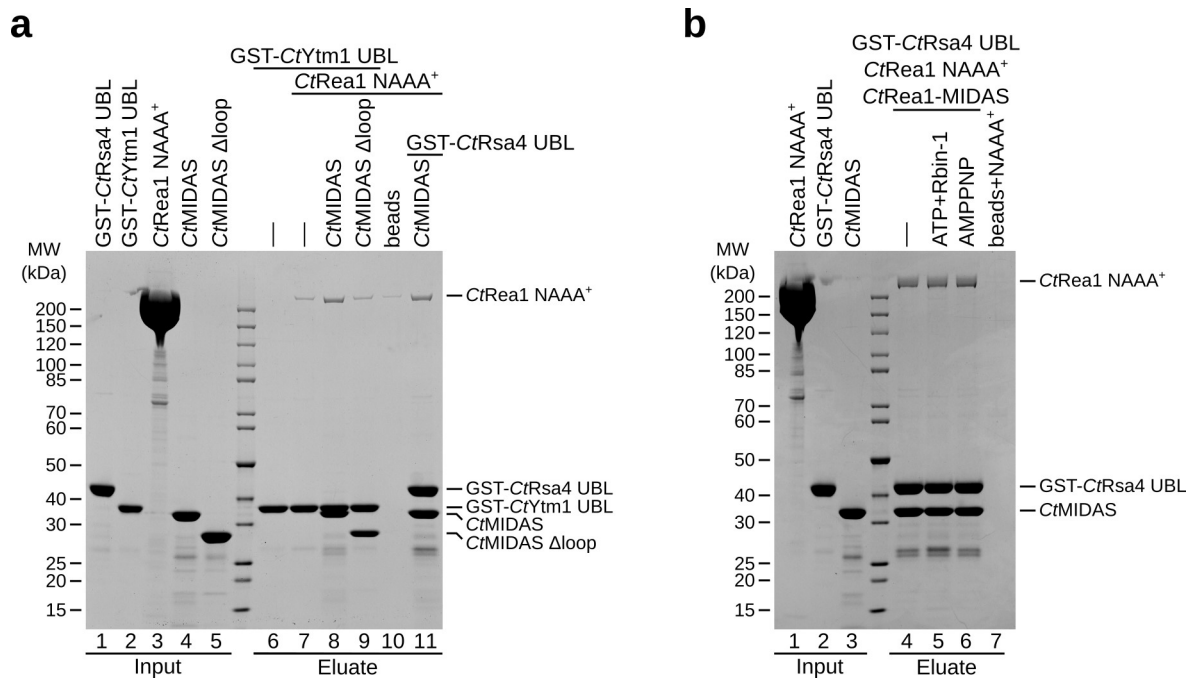 a
GST-CtYtm1 UBL
CtRea1 NAAA⁺
GST-CtRsa4 UBL
GST-CtRsa4 UBL
GST-CtYtm1 UBL
CtRea1 NAAA⁺
CtMIDAS
CtMIDAS Δloop
—
—
CtMIDAS
CtMIDAS Δloop
beads
CtMIDAS
MW
(kDa)
200
150
120
100
85
70
60
50
40
30
25
20
15
CtRea1 NAAA⁺
GST-CtRsa4 UBL
GST-CtYtm1 UBL
CtMIDAS
CtMIDAS Δloop
1 2 3 4 5 6 7 8 9 10 11
Input Eluate
b
GST-CtRsa4 UBL
CtRea1 NAAA⁺
CtRea1-MIDAS
CtRea1 NAAA⁺
GST-CtRsa4 UBL
CtMIDAS
—
ATP+Rbin-1
AMPPNP
beads+NAAA⁺
MW
(kDa)
200
150
120
100
85
70
60
50
40
30
25
20
15
CtRea1 NAAA⁺
GST-CtRsa4 UBL
CtMIDAS
1 2 3 4 5 6 7
Input Eluate